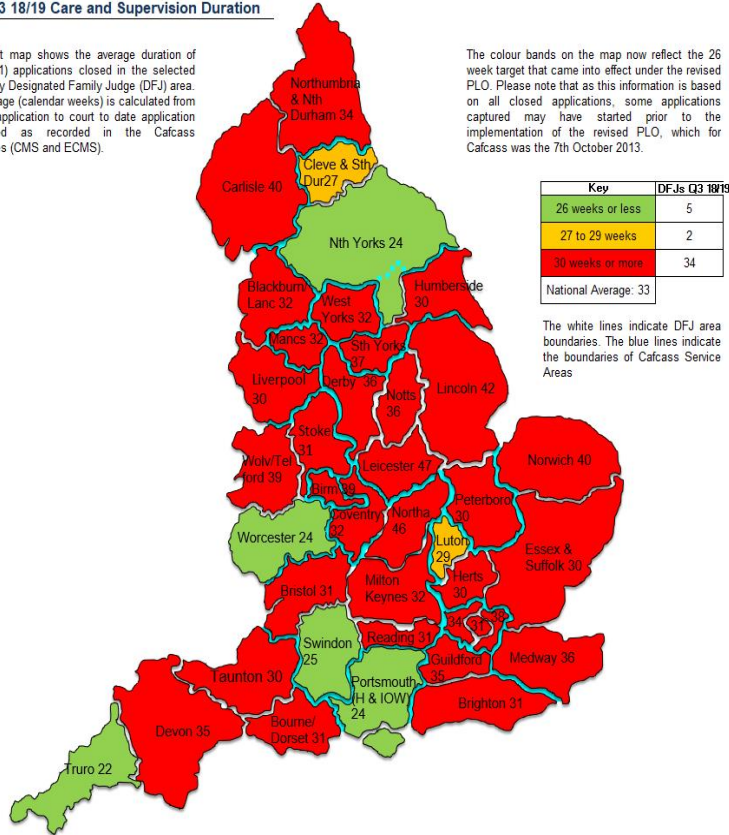 3 18/19 Care and Supervision Duration
t map shows the average duration of
1) applications closed in the selected
y Designated Family Judge (DFJ) area.
age (calendar weeks) is calculated from
application to court to date application
ed as recorded in the Cafcass
es (CMS and ECMS).
The colour bands on the map now reflect the 26
week target that came into effect under the revised
PLO. Please note that as this information is based
on all closed applications, some applications
captured may have started prior to the
implementation of the revised PLO, which for
Cafcass was the 7th October 2013.
Key DFJs Q3 18/19
26 weeks or less 5
27 to 29 weeks 2
30 weeks or more 34
National Average: 33
The white lines indicate DFJ area
boundaries. The blue lines indicate
the boundaries of Cafcass Service
Areas
Northumbria
& Nth
Durham 34
Carlisle 40
Cleve & Sth
Dur27
Nth Yorks 24
Blackburn/
Lanc 32
West
Yorks 32
Humberside
30
Mancs 32
Sth Yorks
37
Liverpool
30
Derby 36
Notts
36
Lincoln 42
Stoke
31
Wolv/Tel
ford 39
Leicester 47
Norwich 40
Birm 39
Peterboro
30
Worcester 24
Coventry
32
Northa
46
Luton
29
Essex &
Suffolk 30
Herts
30
Bristol 31
Milton
Keynes 32
34
31
38
Swindon
25
Reading 31
Guildford
35
Medway 36
Taunton 30
Portsmouth
(H & IOW)
24
Brighton 31
Devon 35
Bourne/
Dorset 31
Truro 22